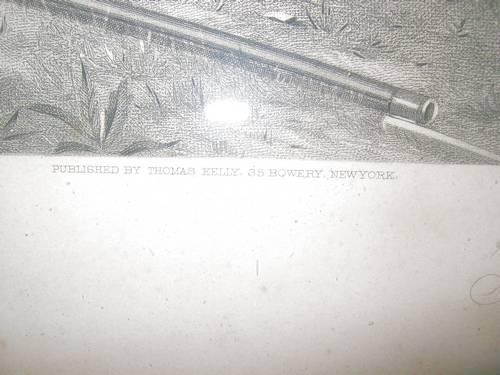 PUBLISHED BY THOMAS KELLY. 35 BOWERY. NEW YORK.